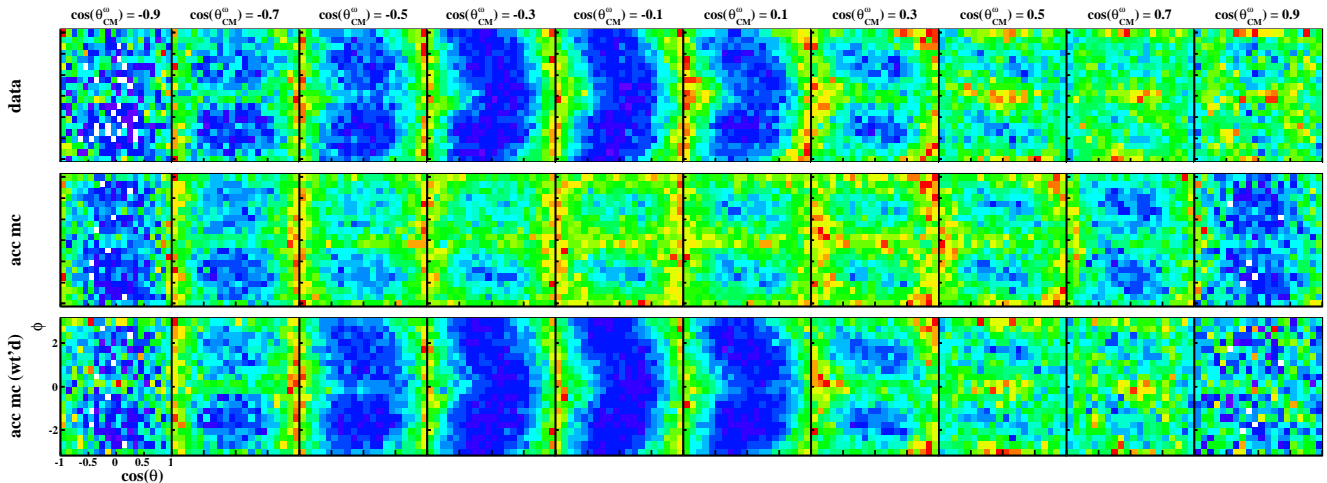 cos(θ^ω_CM) = -0.9 cos(θ^ω_CM) = -0.7 cos(θ^ω_CM) = -0.5 cos(θ^ω_CM) = -0.3 cos(θ^ω_CM) = -0.1 cos(θ^ω_CM) = 0.1 cos(θ^ω_CM) = 0.3 cos(θ^ω_CM) = 0.5 cos(θ^ω_CM) = 0.7 cos(θ^ω_CM) = 0.9
data
acc mc
acc mc (wt'd)
ϕ
2
0
-2
-1 -0.5 0 0.5 1
cos(θ)